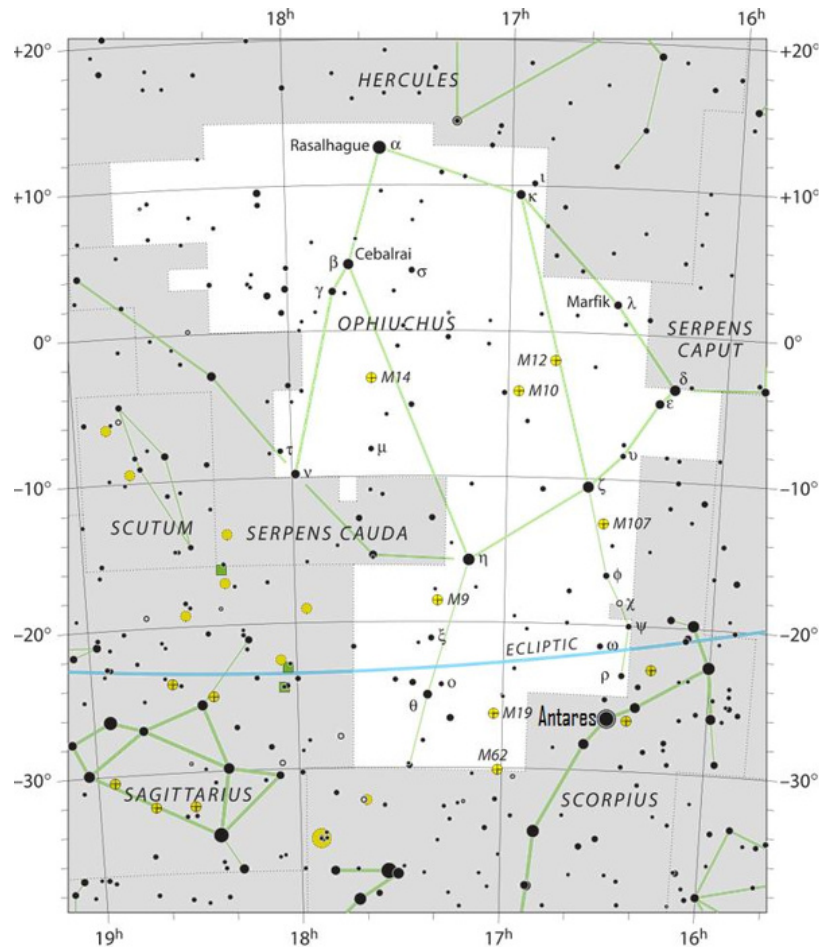 18ʰ 17ʰ 16ʰ
+20° +20°
HERCULES
Rasalhague α
ι
+10° κ +10°
β Cebalrai
σ
γ
Marfik λ
OPHIUCHUS
SERPENS
CAPUT
0° 0°
M12
M14 M10 δ
ε
τ μ υ
ν
−10° ζ −10°
SCUTUM SERPENS CAUDA M107
η
ϕ
M9 χ
−20° ξ ψ −20°
ECLIPTIC ω
ρ
θ ο
M19 Antares
M62
−30° −30°
SAGITTARIUS SCORPIUS
19ʰ 18ʰ 17ʰ 16ʰ